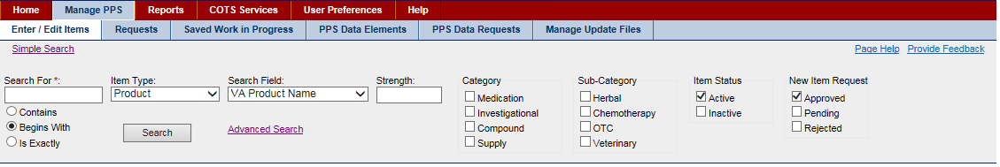 Home Manage PPS Reports COTS Services User Preferences Help
Enter / Edit Items Requests Saved Work in Progress PPS Data Elements PPS Data Requests Manage Update Files
Simple Search Page Help Provide Feedback
Search For *: Item Type: Search Field: Strength: Category Sub-Category Item Status New Item Request
Product VA Product Name Medication Herbal Active Approved
Contains Investigational Chemotherapy Inactive Pending
Begins With Search Advanced Search Compound OTC Rejected
Is Exactly Supply Veterinary